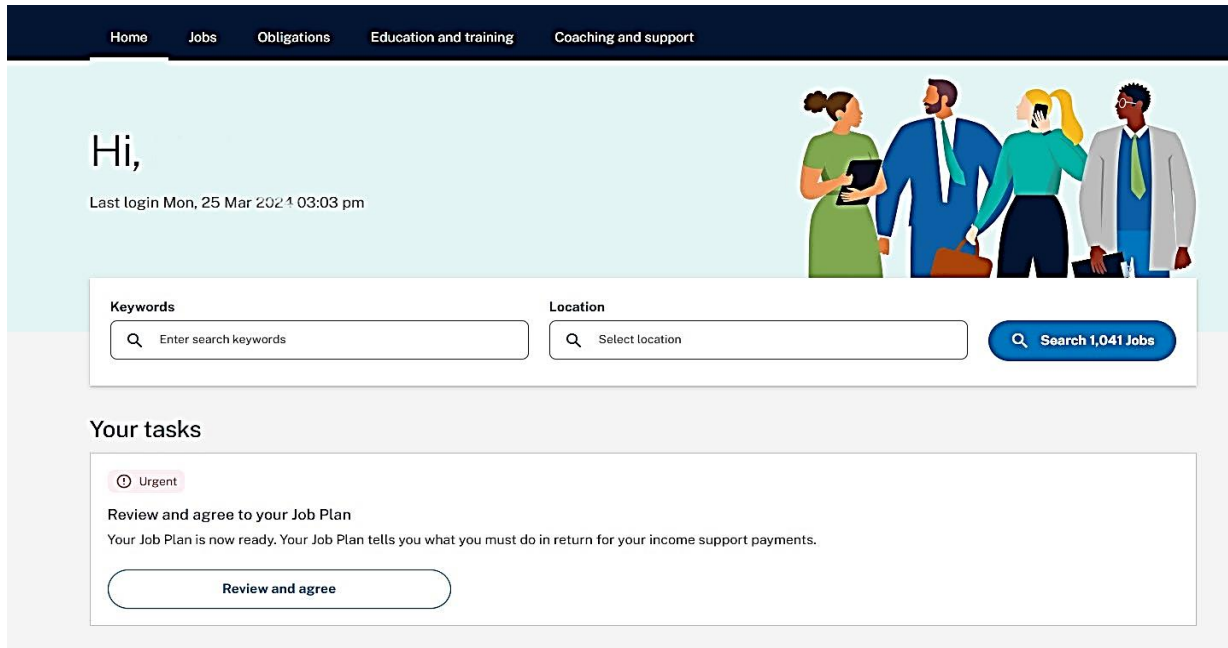 Home Jobs Obligations Education and training Coaching and support
Hi,
Last login Mon, 25 Mar 2024 03:03 pm
Keywords Location
Enter search keywords Select location Search 1,041 Jobs
Your tasks
Urgent
Review and agree to your Job Plan
Your Job Plan is now ready. Your Job Plan tells you what you must do in return for your income support payments.
Review and agree